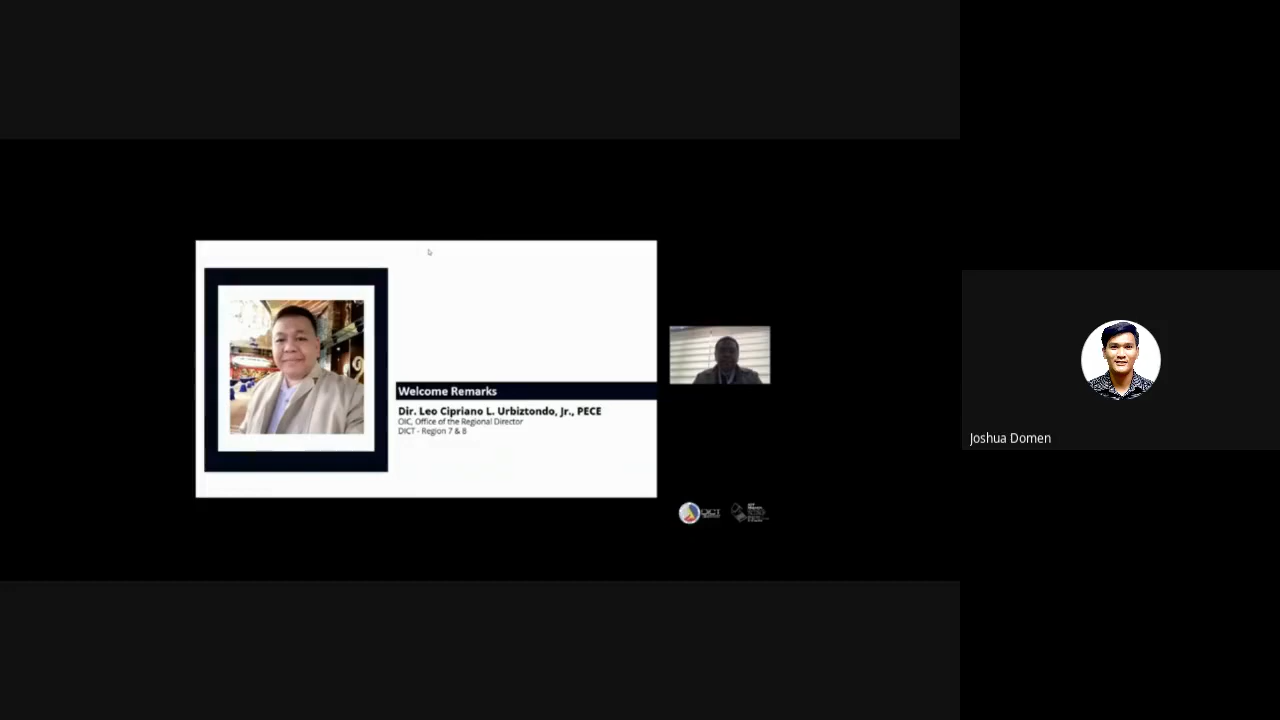 Welcome Remarks
Dir. Leo Cipriano L. Urbiztondo, Jr., PECE
OIC, Office of the Regional Director
DICT - Region 7 & 8
DICT
Joshua Domen